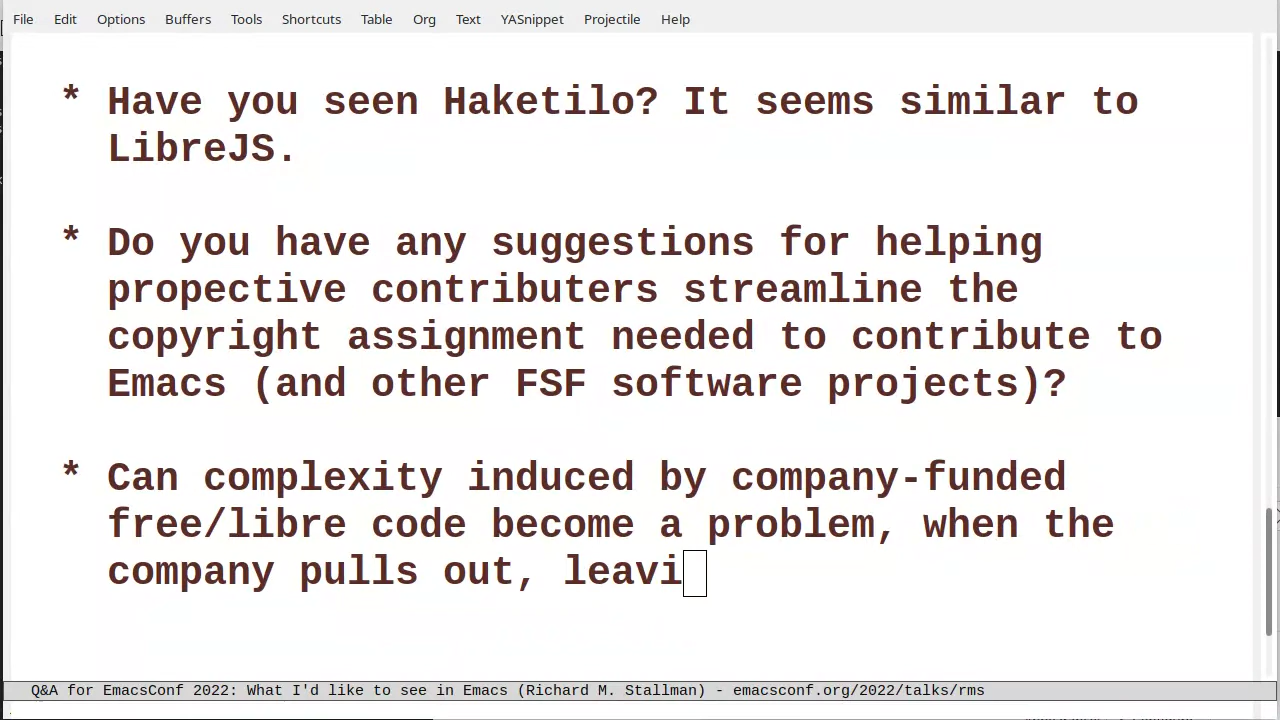 File Edit Options Buffers Tools Shortcuts Table Org Text YASnippet Projectile Help
* Have you seen Haketilo? It seems similar to
LibreJS.
* Do you have any suggestions for helping
propective contributers streamline the
copyright assignment needed to contribute to
Emacs (and other FSF software projects)?
* Can complexity induced by company-funded
free/libre code become a problem, when the
company pulls out, leavi
Q&A for EmacsConf 2022: What I'd like to see in Emacs (Richard M. Stallman) - emacsconf.org/2022/talks/rms